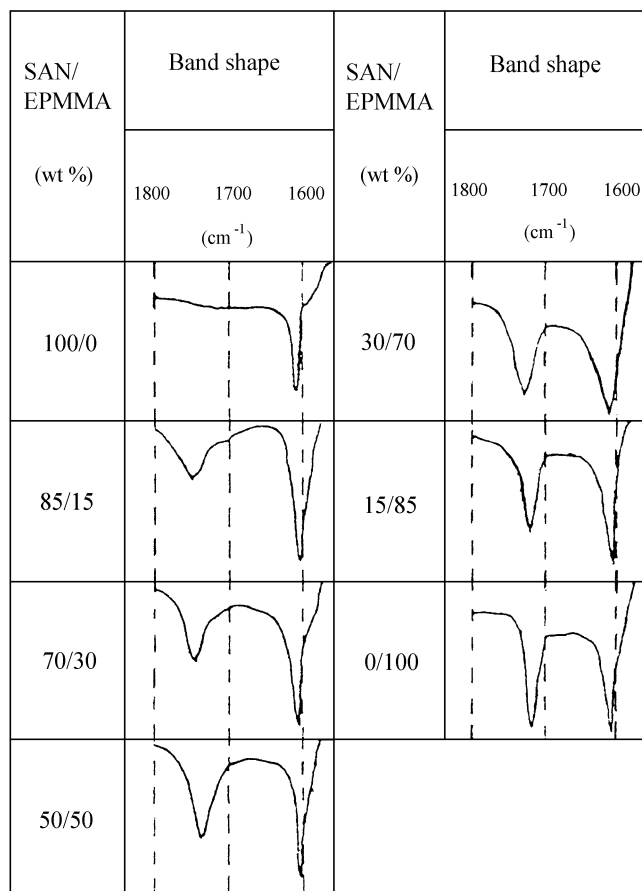 SAN/
EPMMA
(wt %)
Band shape
1800 1700 1600
(cm⁻¹)
SAN/
EPMMA
(wt %)
Band shape
1800 1700 1600
(cm⁻¹)
100/0
30/70
85/15
15/85
70/30
0/100
50/50